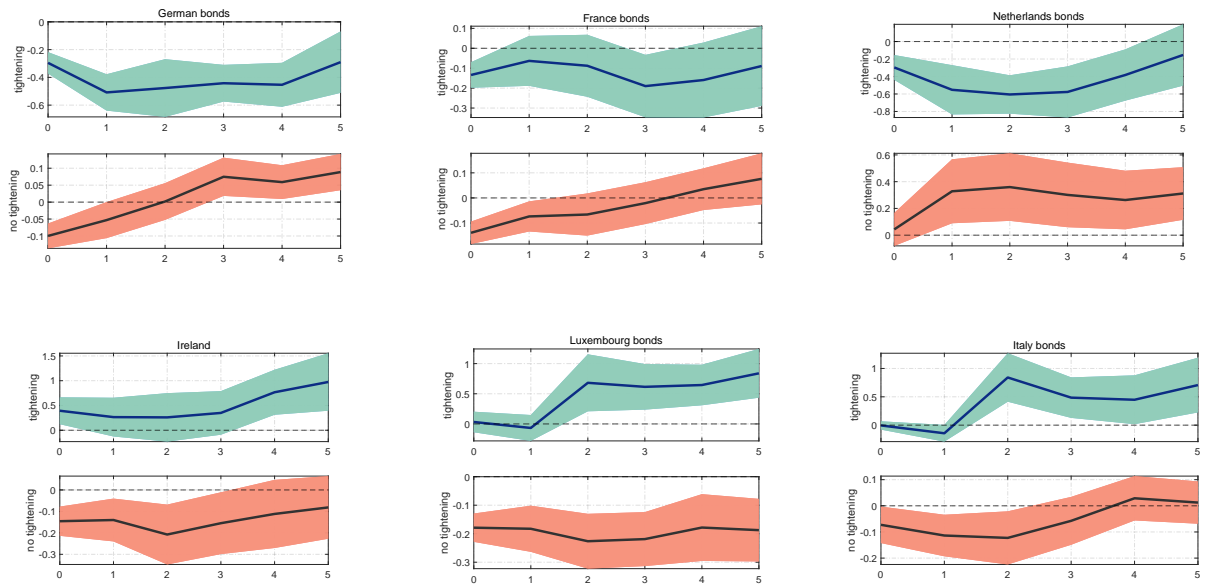 German bonds
tightening
0
-0.2
-0.4
-0.6
0 1 2 3 4 5
no tightening
0.1
0.05
0
-0.05
-0.1
0 1 2 3 4 5
France bonds
tightening
0.1
0
-0.1
-0.2
-0.3
0 1 2 3 4 5
no tightening
0.1
0
-0.1
0 1 2 3 4 5
Netherlands bonds
tightening
0
-0.2
-0.4
-0.6
-0.8
0 1 2 3 4 5
no tightening
0.6
0.4
0.2
0
0 1 2 3 4 5
Ireland
tightening
1.5
1
0.5
0
0 1 2 3 4 5
no tightening
0
-0.1
-0.2
-0.3
0 1 2 3 4 5
Luxembourg bonds
tightening
1
0.5
0
0 1 2 3 4 5
no tightening
0
-0.1
-0.2
-0.3
0 1 2 3 4 5
Italy bonds
tightening
1
0.5
0
0 1 2 3 4 5
no tightening
0.1
0
-0.1
-0.2
0 1 2 3 4 5